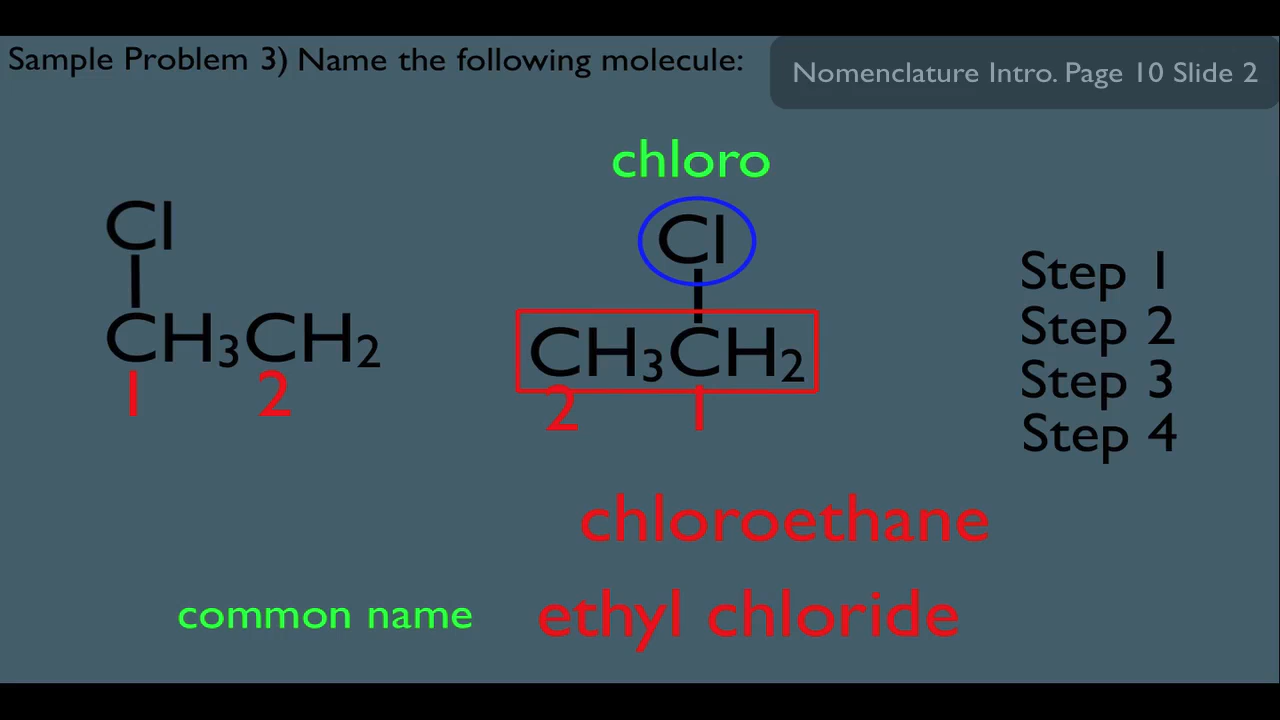 Sample Problem 3) Name the following molecule:
Nomenclature Intro. Page 10 Slide 2
chloro
Cl
CH₃CH₂
1 2
Cl
CH₃CH₂
2 1
Step 1
Step 2
Step 3
Step 4
chloroethane
common name ethyl chloride